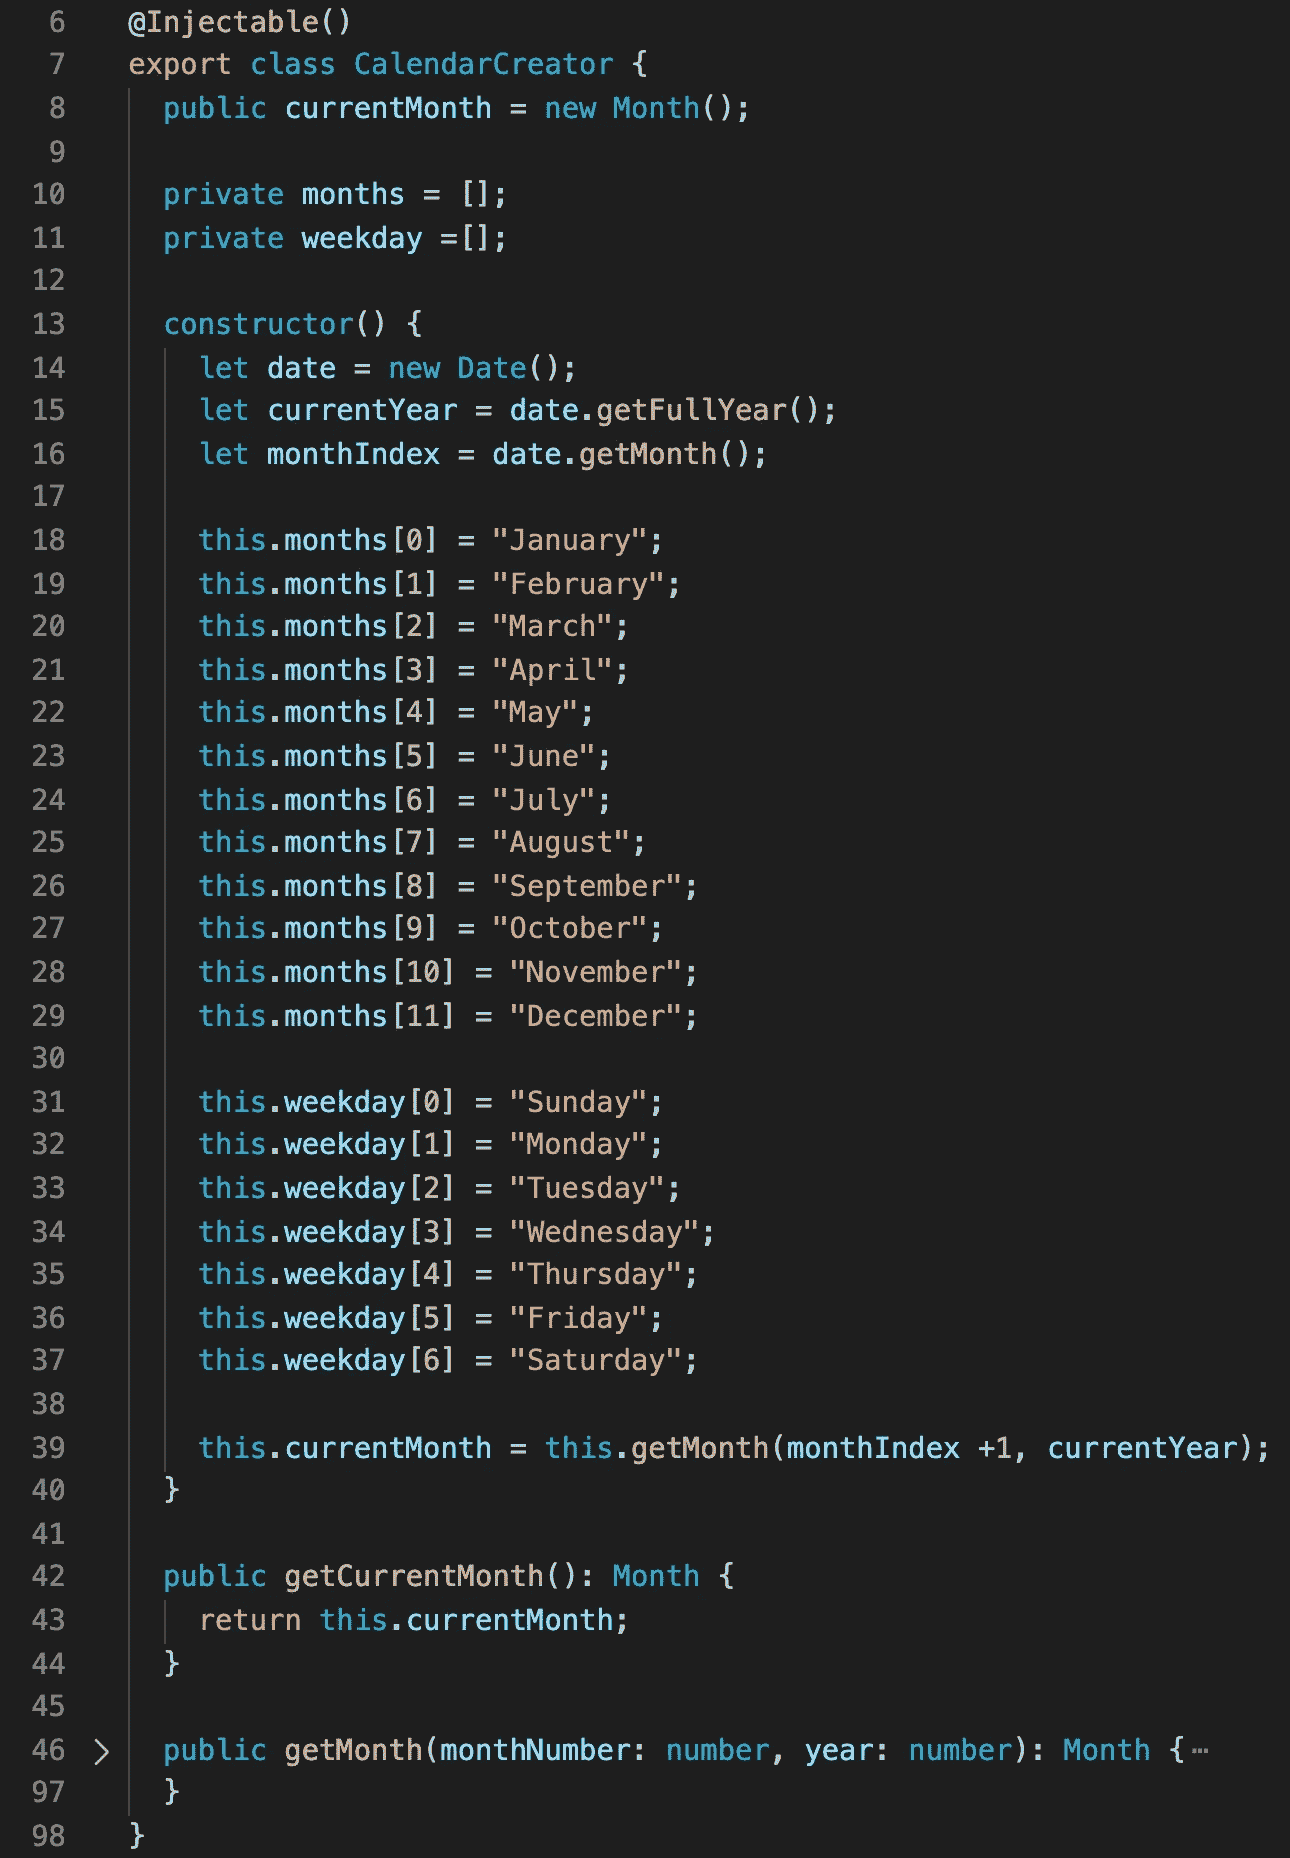 6 @Injectable()
7 export class CalendarCreator {
8 public currentMonth = new Month();
9
10 private months = [];
11 private weekday =[];
12
13 constructor() {
14 let date = new Date();
15 let currentYear = date.getFullYear();
16 let monthIndex = date.getMonth();
17
18 this.months[0] = "January";
19 this.months[1] = "February";
20 this.months[2] = "March";
21 this.months[3] = "April";
22 this.months[4] = "May";
23 this.months[5] = "June";
24 this.months[6] = "July";
25 this.months[7] = "August";
26 this.months[8] = "September";
27 this.months[9] = "October";
28 this.months[10] = "November";
29 this.months[11] = "December";
30
31 this.weekday[0] = "Sunday";
32 this.weekday[1] = "Monday";
33 this.weekday[2] = "Tuesday";
34 this.weekday[3] = "Wednesday";
35 this.weekday[4] = "Thursday";
36 this.weekday[5] = "Friday";
37 this.weekday[6] = "Saturday";
38
39 this.currentMonth = this.getMonth(monthIndex +1, currentYear);
40 }
41
42 public getCurrentMonth(): Month {
43 return this.currentMonth;
44 }
45
46 public getMonth(monthNumber: number, year: number): Month {⋯
97 }
98 }